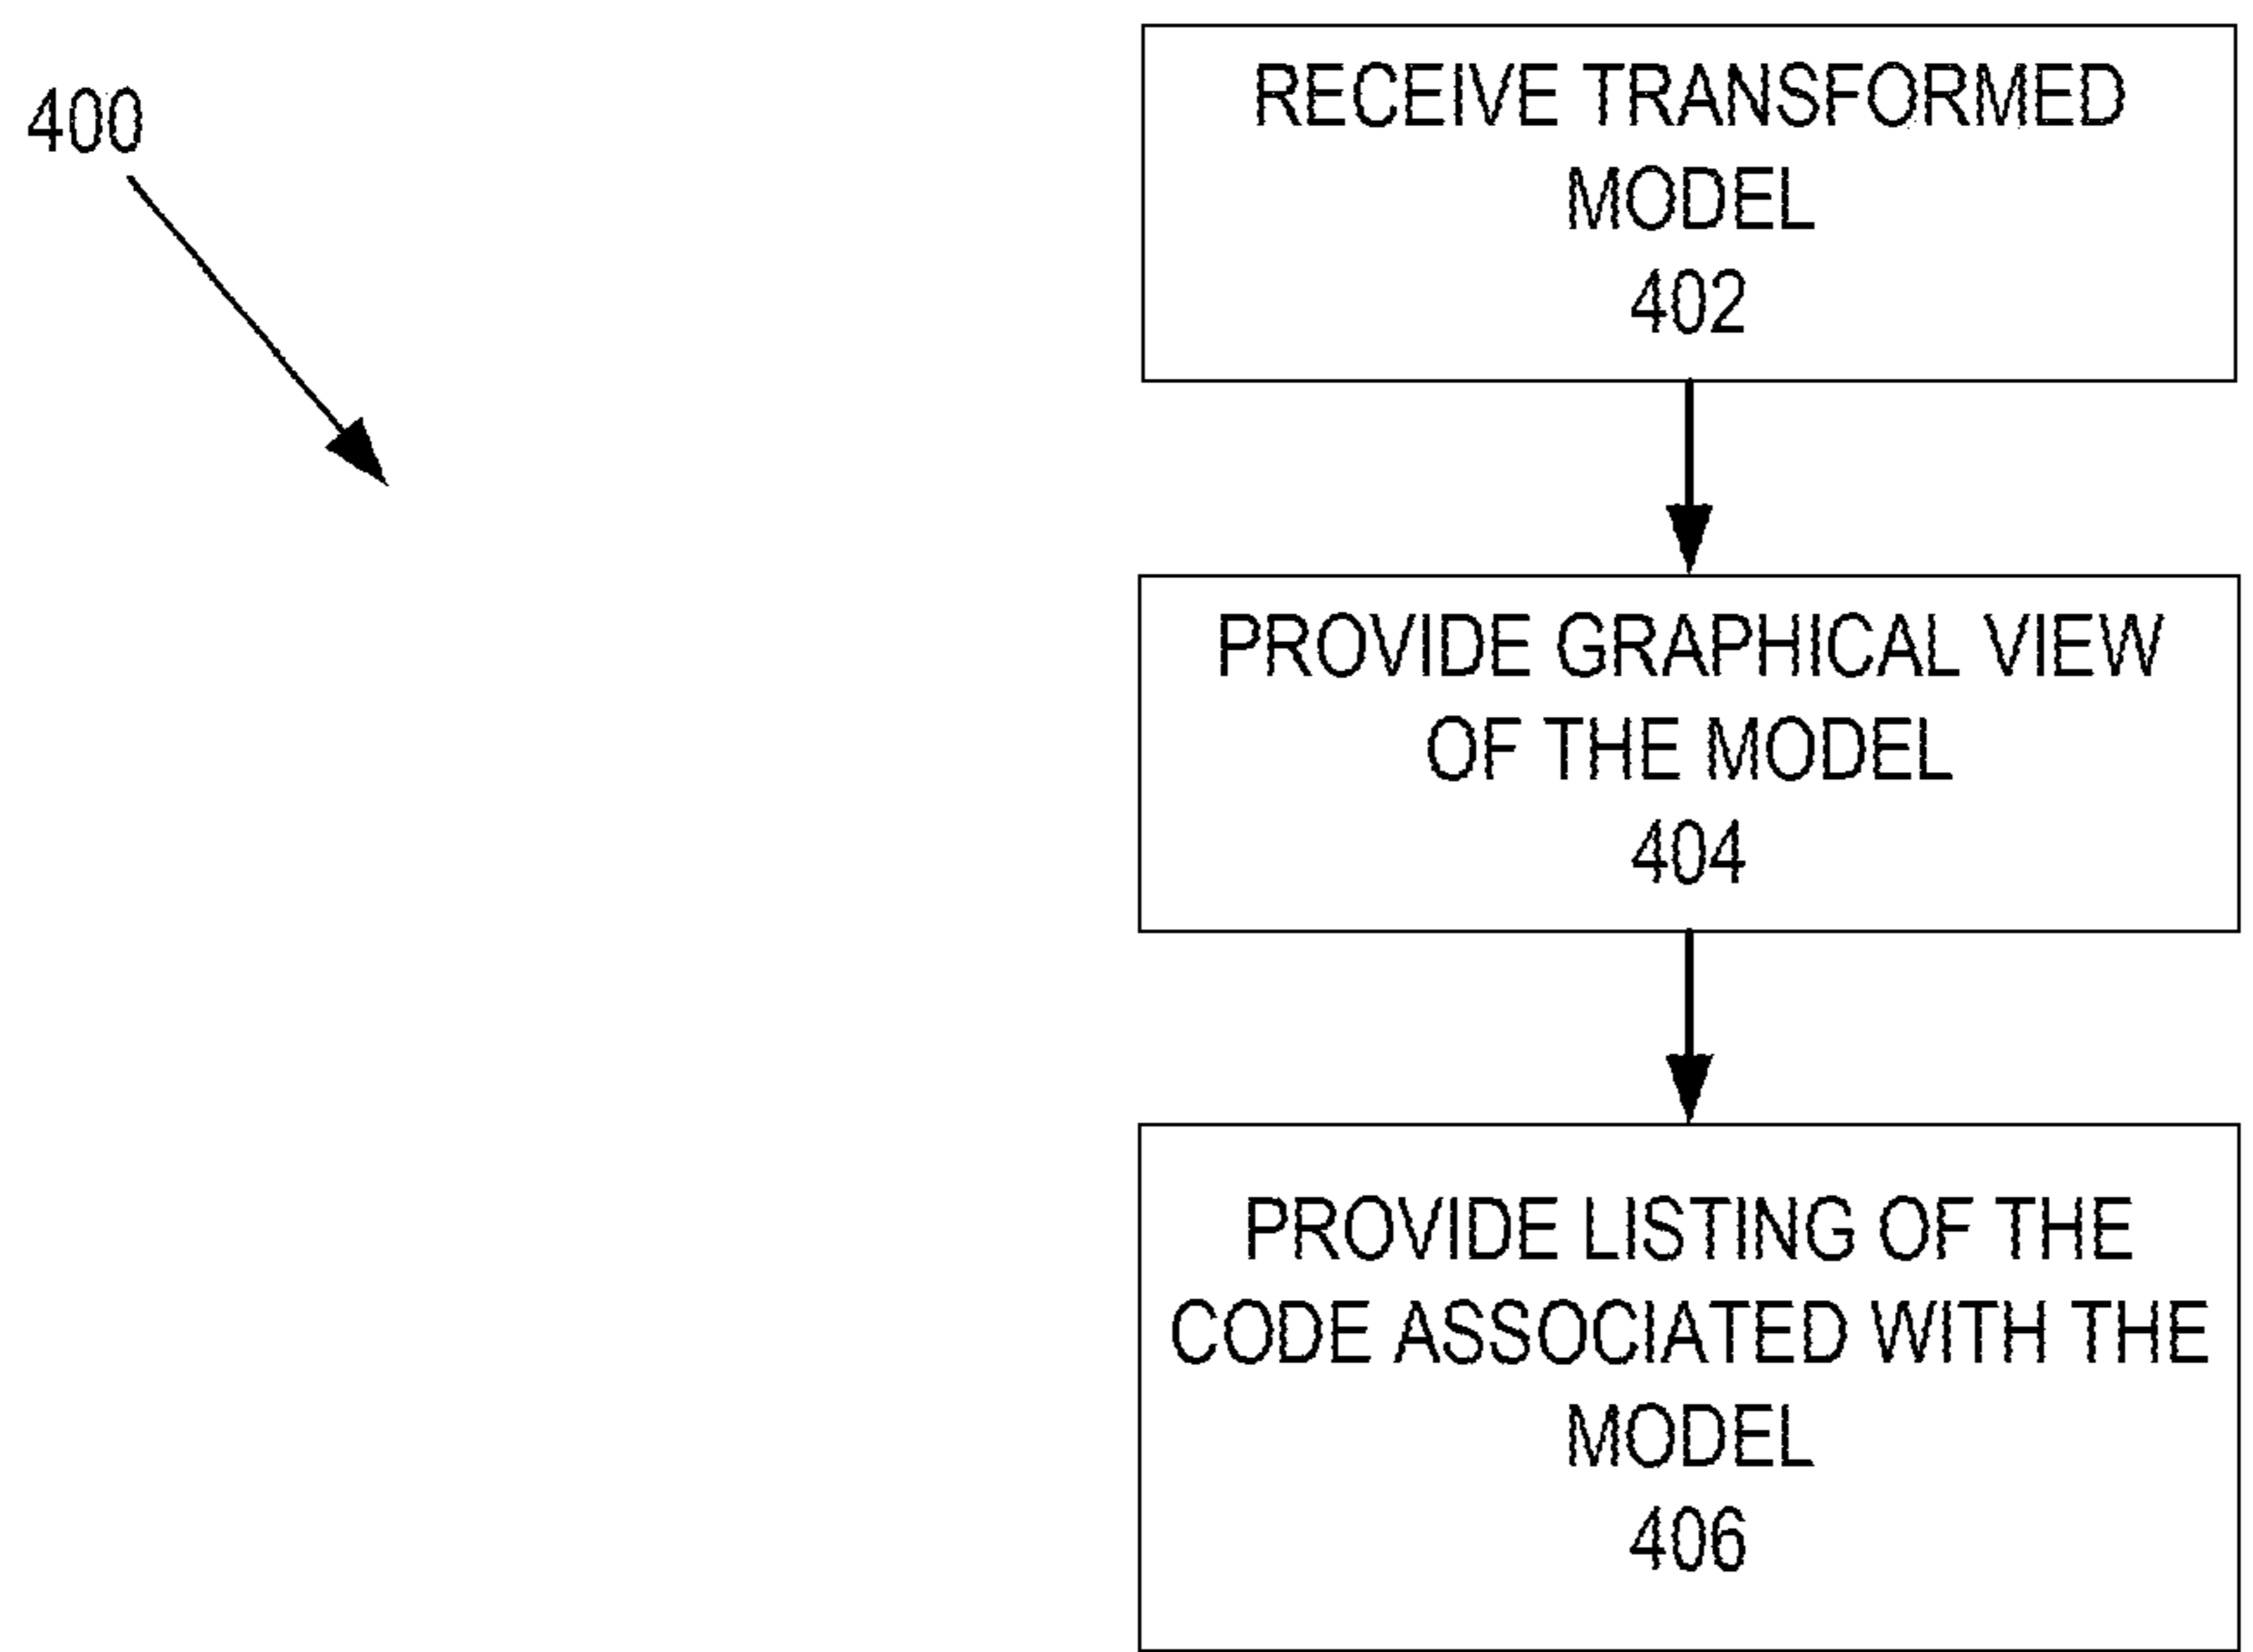 400
RECEIVE TRANSFORMED
MODEL
402
PROVIDE GRAPHICAL VIEW
OF THE MODEL
404
PROVIDE LISTING OF THE
CODE ASSOCIATED WITH THE
MODEL
406